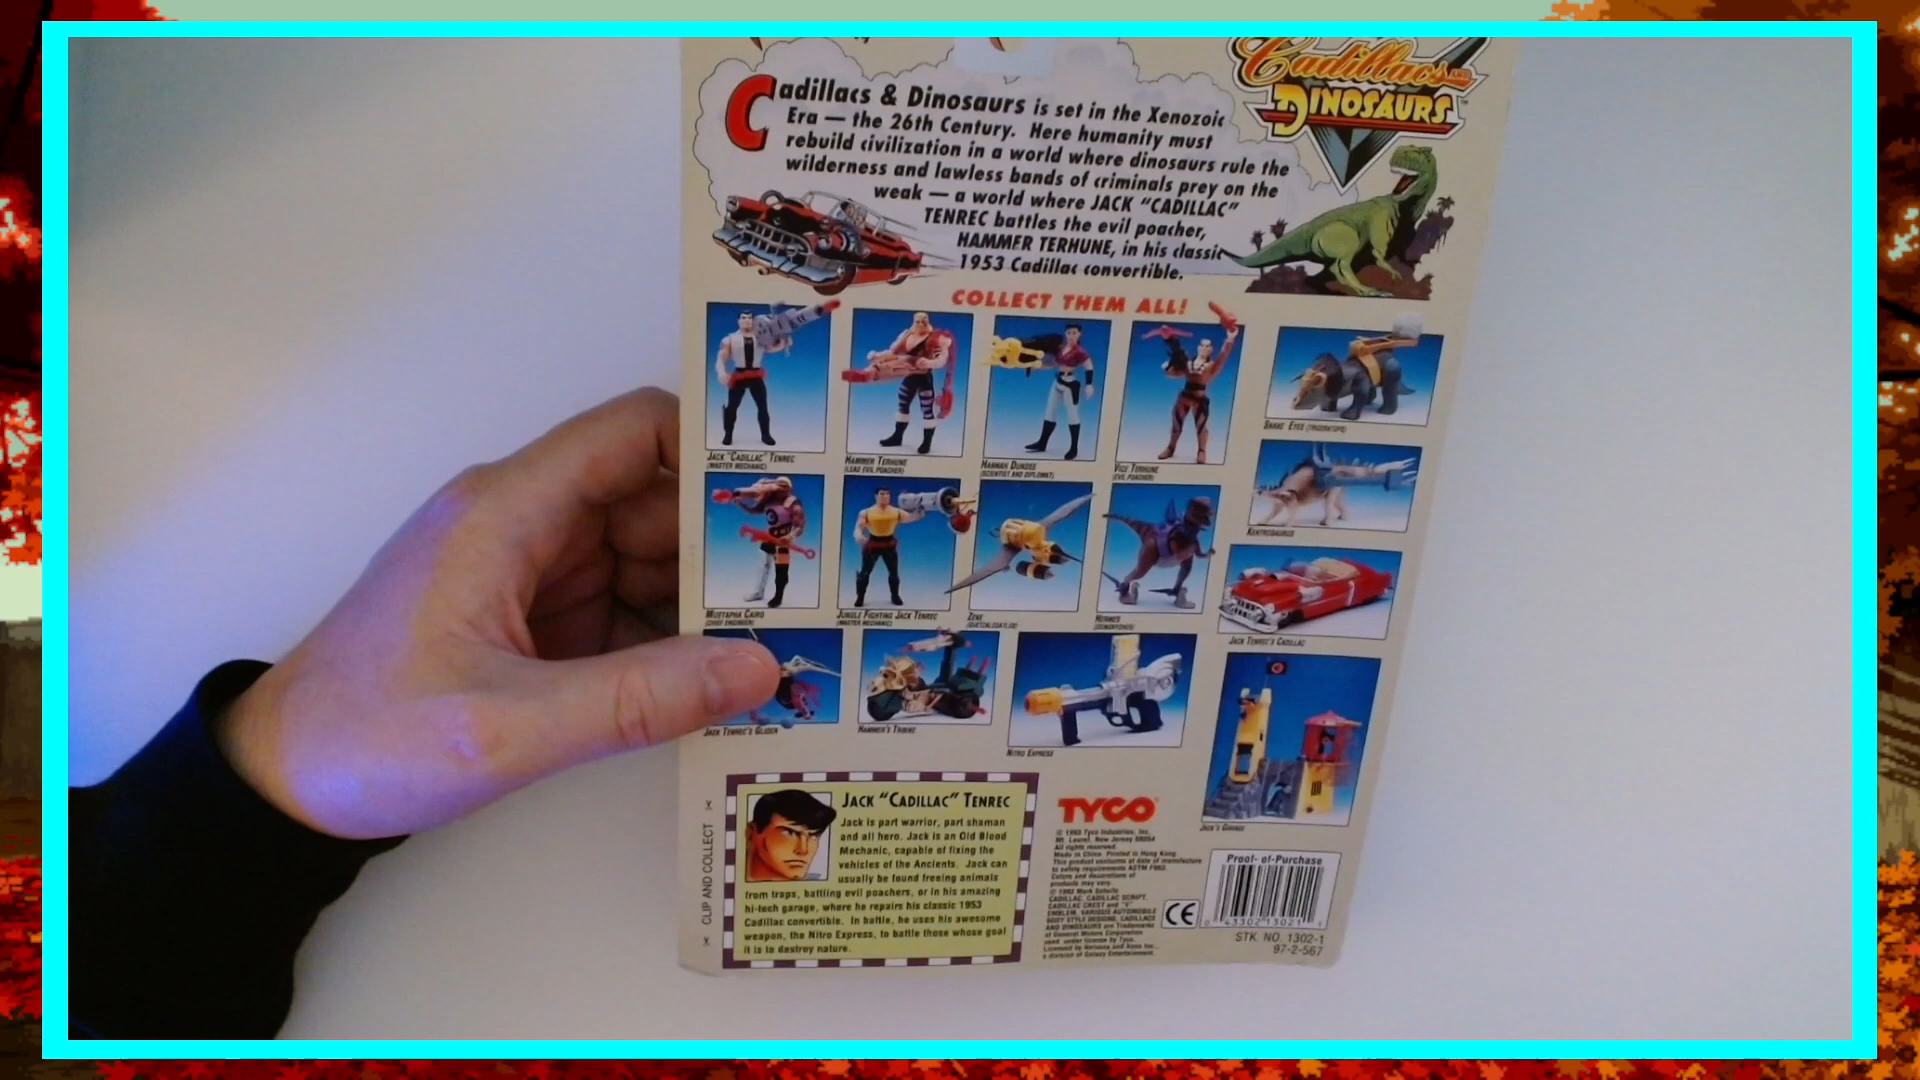 Cadillacs AND
DINOSAURS™
Cadillacs & Dinosaurs is set in the Xenozoic
Era — the 26th Century. Here humanity must
rebuild civilization in a world where dinosaurs rule the
wilderness and lawless bands of criminals prey on the
weak — a world where JACK "CADILLAC"
TENREC battles the evil poacher,
HAMMER TERHUNE, in his classic
1953 Cadillac convertible.
COLLECT THEM ALL!
JACK "CADILLAC" TENREC
(MASTER MECHANIC)
HAMMER TERHUNE
(LEAD EVIL POACHER)
HANNAH DUNDEE
(SCIENTIST AND DIPLOMAT)
VICE TERHUNE
(EVIL POACHER)
SNAKE EYES (TRICERATOPS)
KENTROSAURUS
MUSTAPHA CAIRO
(CHIEF ENGINEER)
JUNGLE FIGHTING JACK TENREC
(MASTER MECHANIC)
ZEKE
(QUETZALCOATLUS)
HERMES
JACK TENREC'S CADILLAC
JACK TENREC'S GLIDER
HAMMER'S TRIBIKE
NITRO EXPRESS
JACK'S GARAGE
CLIP AND COLLECT
JACK "CADILLAC" TENREC
Jack is part warrior, part shaman
and all hero. Jack is an Old Blood
Mechanic, capable of fixing the
vehicles of the Ancients. Jack can
usually be found freeing animals
from traps, battling evil poachers, or in his amazing
hi-tech garage, where he repairs his classic 1953
Cadillac convertible. In battle, he uses his awesome
weapon, the Nitro Express, to battle those whose goal
it is to destroy nature.
TYCO®
© 1993 Tyco Industries, Inc.
Mt. Laurel, New Jersey 08054
All rights reserved.
Made in China. Printed in Hong Kong.
This product conforms at date of manufacture
to safety requirements ASTM F963.
Colors and decorations of
products may vary.
© 1993 Mark Schultz
CADILLAC, CADILLAC SCRIPT,
CADILLAC CREST and "V"
EMBLEM, VARIOUS AUTOMOBILE
BODY STYLE DESIGNS, CADILLACS
AND DINOSAURS are Trademarks
of General Motors Corporation
used under license by Tyco.
Licensed by Nelvana
a division of Galaxy Entertainment.
CE
Proof-of-Purchase
0 43302 13021 1
STK. NO. 1302-1
97-2-567